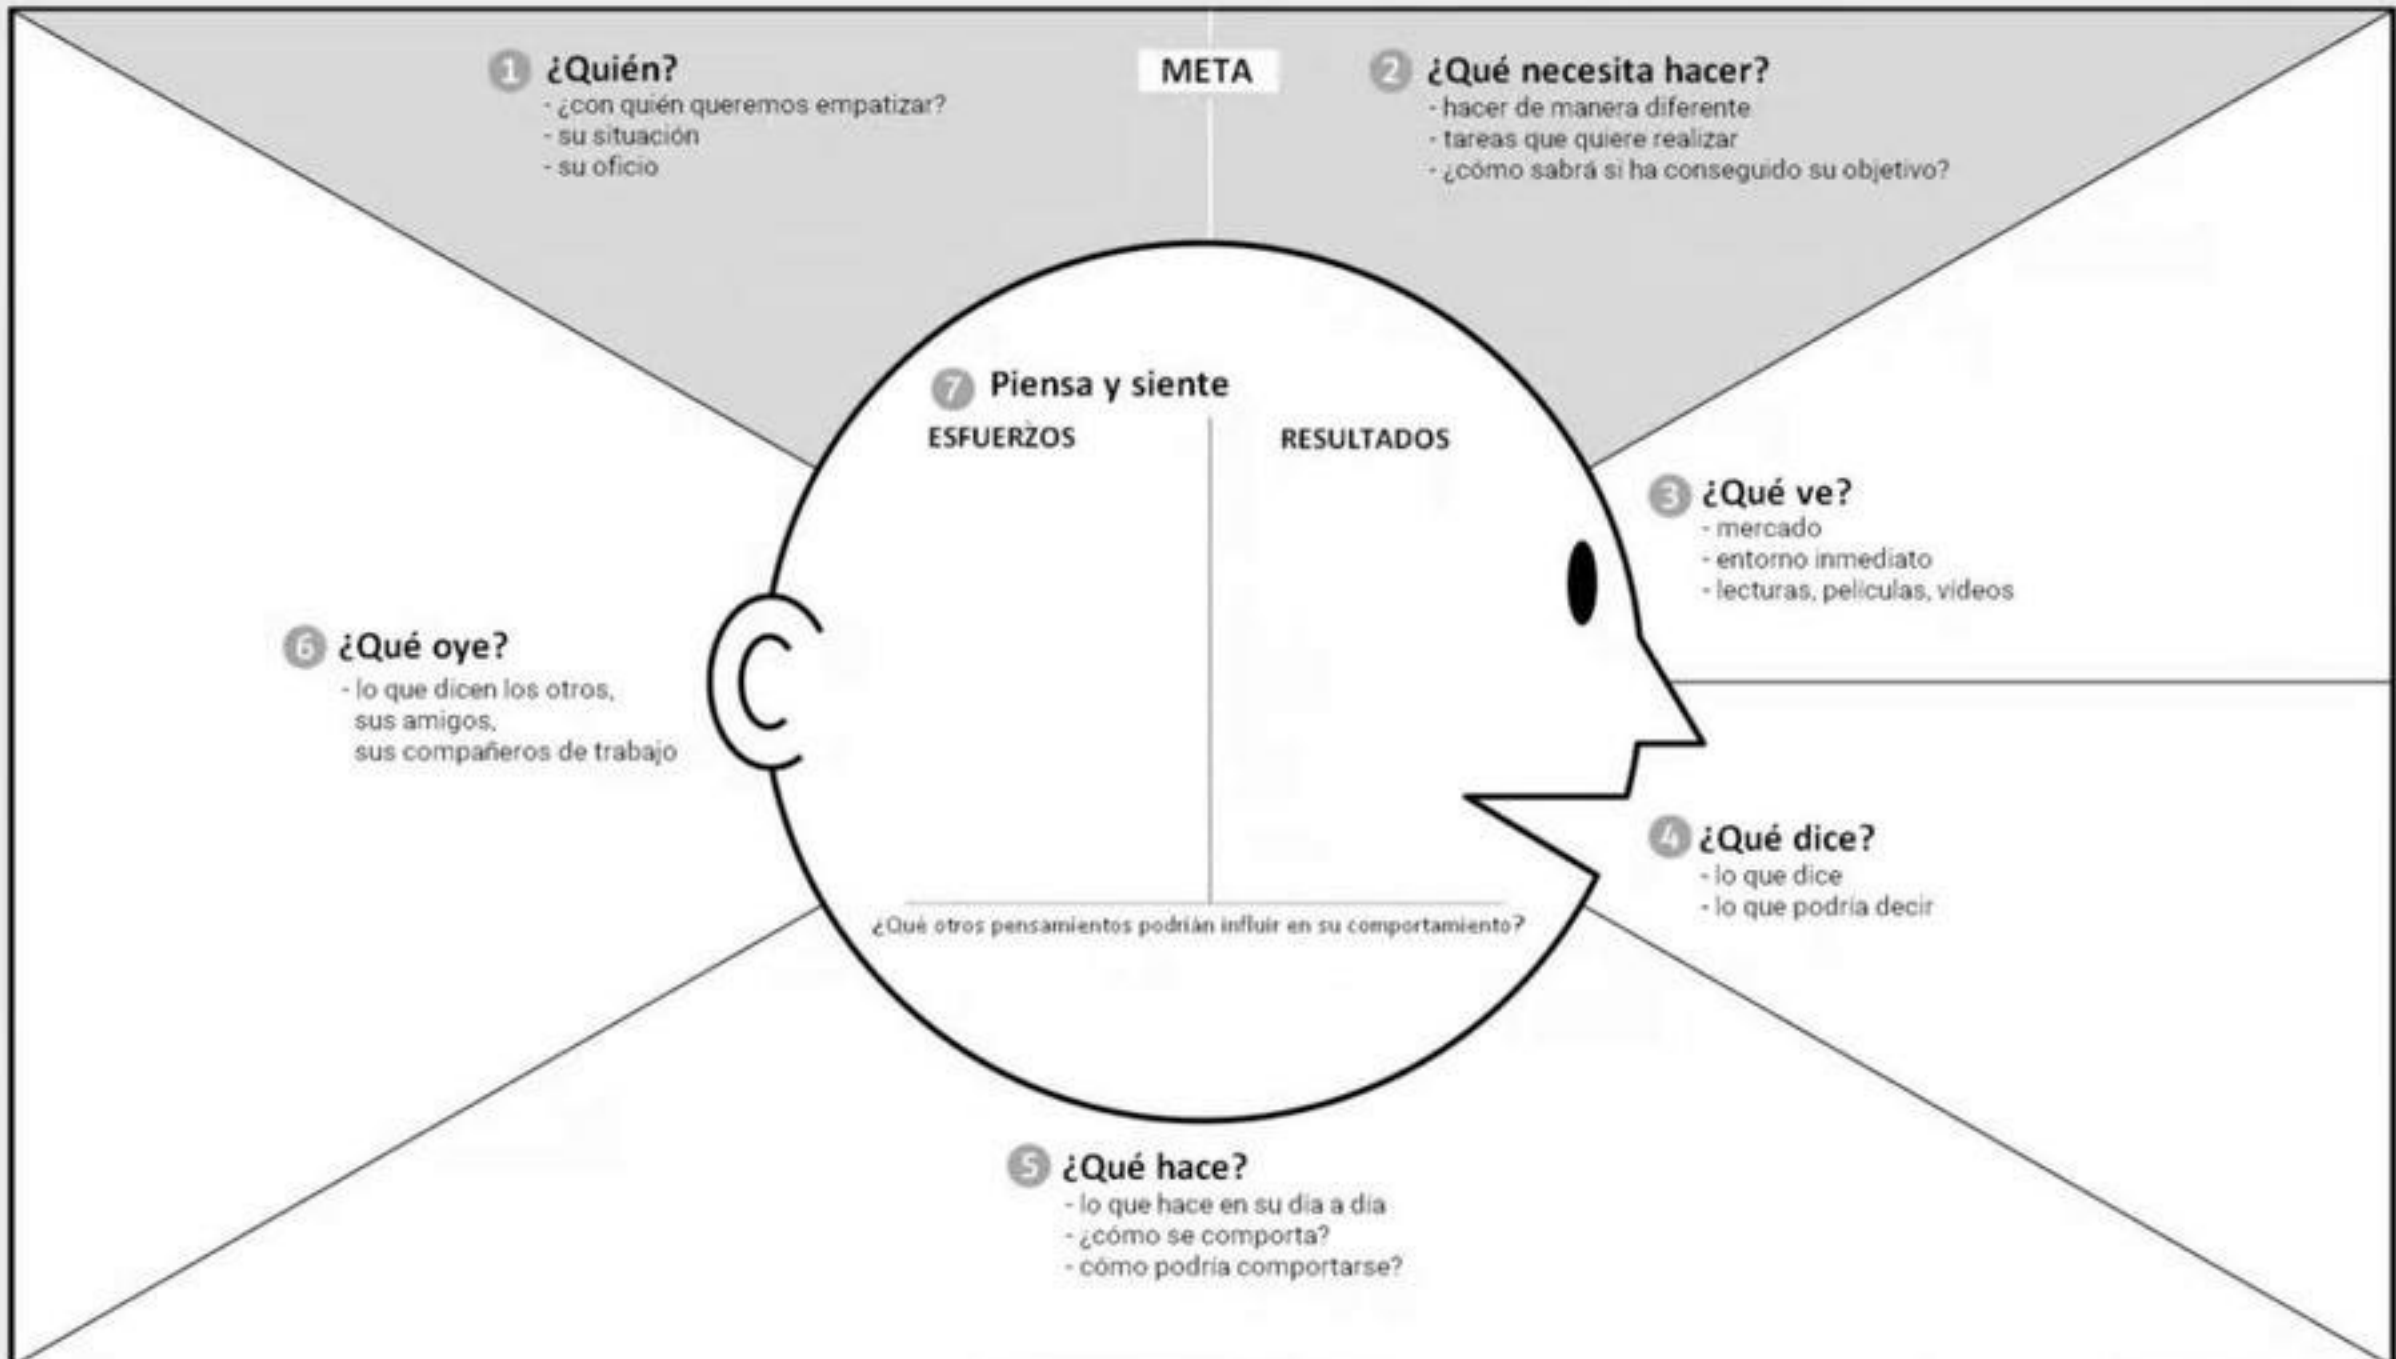 META
1 ¿Quién?
- ¿con quién queremos empatizar?
- su situación
- su oficio
2 ¿Qué necesita hacer?
- hacer de manera diferente
- tareas que quiere realizar
- ¿cómo sabrá si ha conseguido su objetivo?
3 ¿Qué ve?
- mercado
- entorno inmediato
- lecturas, películas, vídeos
4 ¿Qué dice?
- lo que dice
- lo que podría decir
5 ¿Qué hace?
- lo que hace en su día a día
- ¿cómo se comporta?
- cómo podría comportarse?
6 ¿Qué oye?
- lo que dicen los otros,
sus amigos,
sus compañeros de trabajo
7 Piensa y siente
ESFUERZOS
RESULTADOS
¿Qué otros pensamientos podrían influir en su comportamiento?